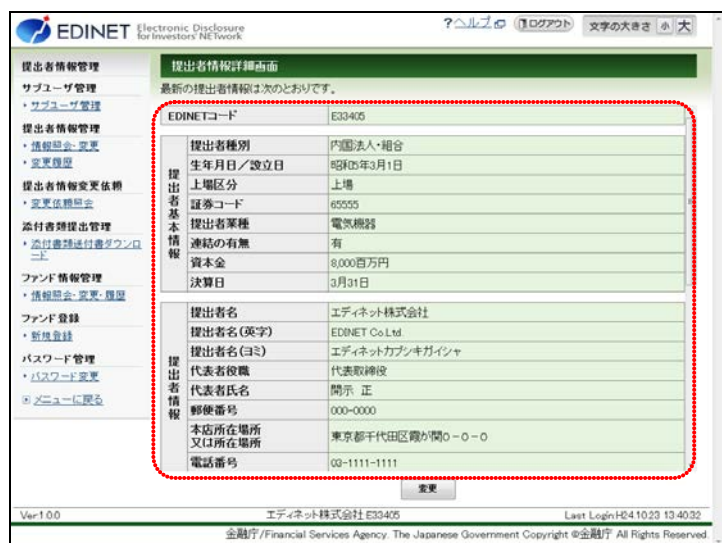 EDINET Electronic Disclosure for Investors' NETwork
?ヘルプ ログアウト 文字の大きさ 小 大
提出者情報管理
サブユーザ管理
・サブユーザ管理
提出者情報管理
・情報照会・変更
・変更履歴
提出者情報変更依頼
・変更依頼照会
添付書類提出管理
・添付書類送付書ダウンロ
ード
ファンド情報管理
・情報照会・変更・履歴
ファンド登録
・新規登録
パスワード管理
・パスワード変更
メニューに戻る
提出者情報詳細画面
最新の提出者情報は次のとおりです。
EDINETコード E33405
提出者基本情報
提出者種別 内国法人・組合
生年月日/設立日 昭和05年3月1日
上場区分 上場
証券コード 65555
提出者業種 電気機器
連結の有無 有
資本金 8,000百万円
決算日 3月31日
提出者情報
提出者名 エディネット株式会社
提出者名(英字) EDINET Co.Ltd.
提出者名(ヨミ) エディネットカブシキガイシャ
代表者役職 代表取締役
代表者氏名 開示 正
郵便番号 000-0000
本店所在場所
又は所在場所 東京都千代田区霞が関0-0-0
電話番号 03-1111-1111
変更
Ver.1.0.0 エディネット株式会社 E33405 Last Login:H24.10.23 13:40:32
金融庁/Financial Services Agency. The Japanese Government Copyright ©金融庁 All Rights Reserved.